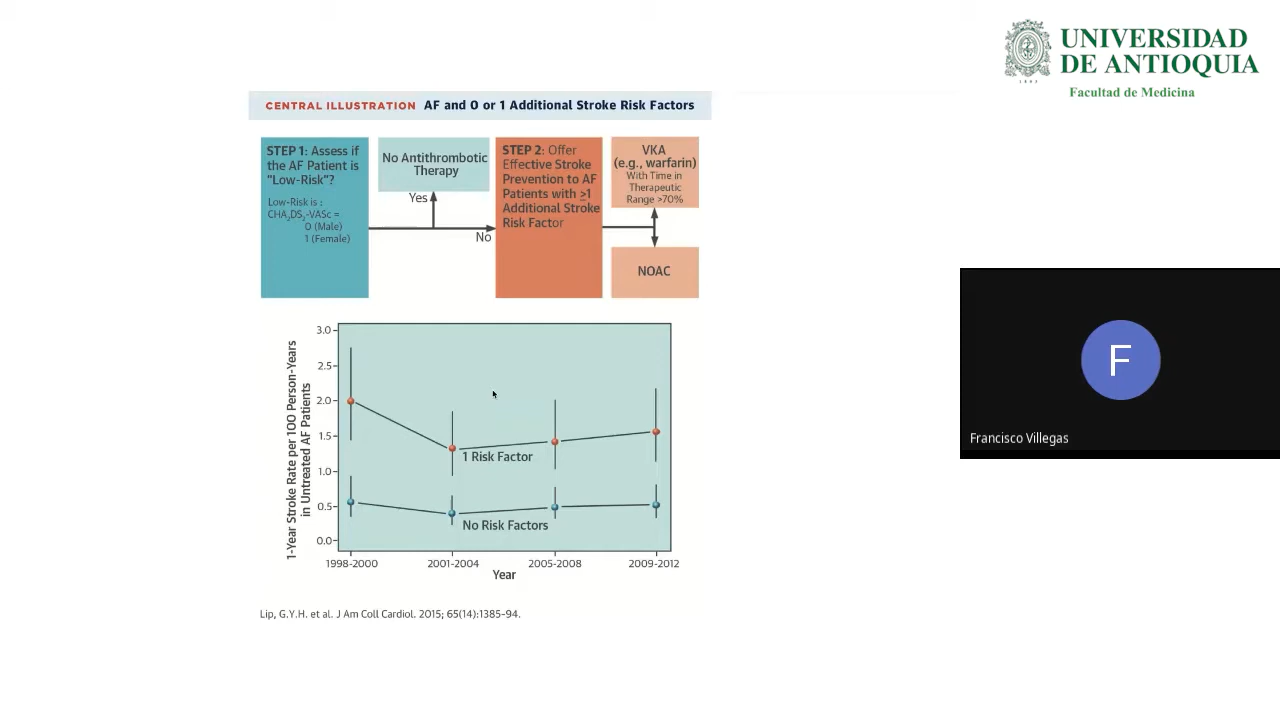 UNIVERSIDAD
DE ANTIOQUIA
1803
Facultad de Medicina
CENTRAL ILLUSTRATION AF and 0 or 1 Additional Stroke Risk Factors
STEP 1: Assess if
the AF Patient is
"Low-Risk"?
Low-Risk is :
CHA2DS2-VASc =
0 (Male)
1 (Female)
No Antithrombotic
Therapy
Yes
No
STEP 2: Offer
Effective Stroke
Prevention to AF
Patients with ≥1
Additional Stroke
Risk Factor
VKA
(e.g., warfarin)
With Time in
Therapeutic
Range >70%
NOAC
1-Year Stroke Rate per 100 Person-Years
in Untreated AF Patients
3.0
2.5
2.0
1.5
1.0
0.5
0.0
1 Risk Factor
No Risk Factors
1998-2000
2001-2004
2005-2008
2009-2012
Year
Lip, G.Y.H. et al. J Am Coll Cardiol. 2015; 65(14):1385–94.
F
Francisco Villegas